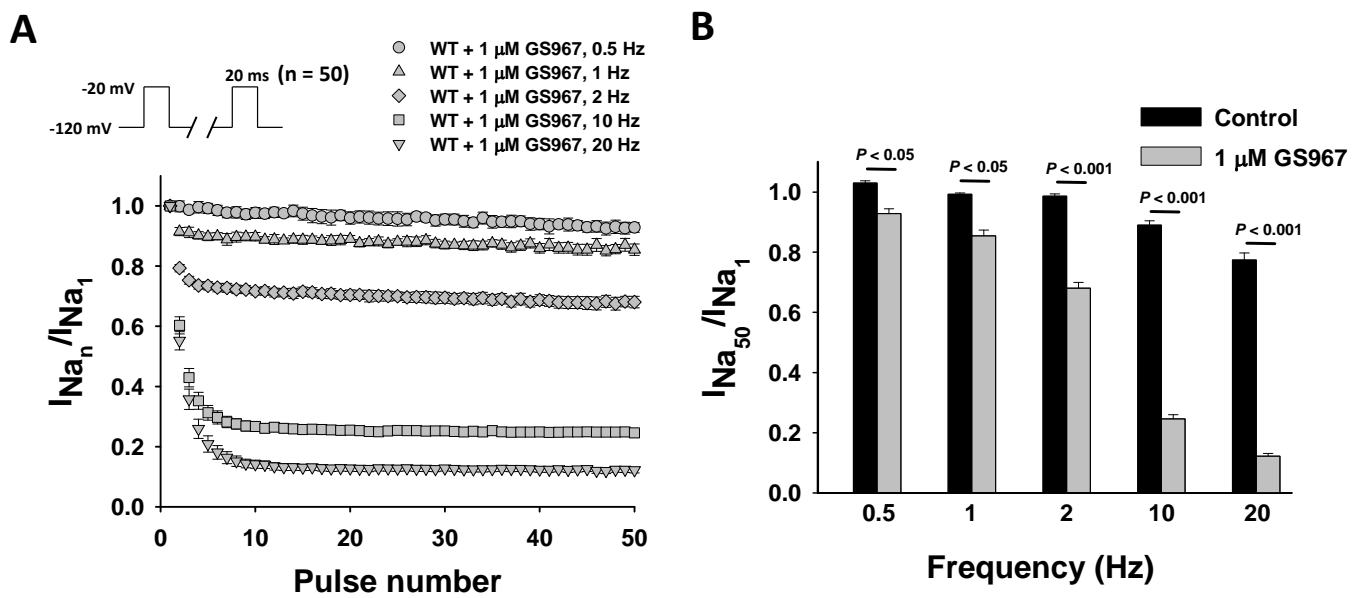 A
-20 mV
-120 mV
20 ms (n = 50)
WT + 1 μM GS967, 0.5 Hz
WT + 1 μM GS967, 1 Hz
WT + 1 μM GS967, 2 Hz
WT + 1 μM GS967, 10 Hz
WT + 1 μM GS967, 20 Hz
INan/INa1
1.0
0.8
0.6
0.4
0.2
0.0
0 10 20 30 40 50
Pulse number
B
Control
1 μM GS967
P < 0.05
P < 0.05
P < 0.001
P < 0.001
P < 0.001
INa50/INa1
1.0
0.8
0.6
0.4
0.2
0.0
0.5 1 2 10 20
Frequency (Hz)